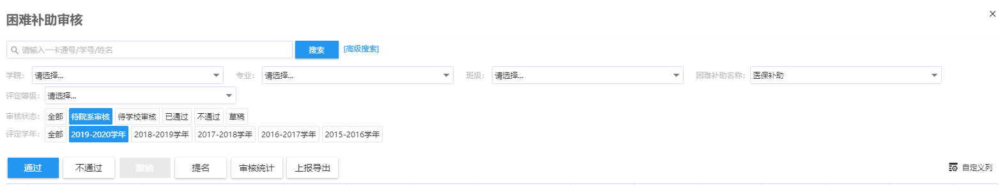 困难补助审核
请输入一卡通号/学号/姓名 搜索 [高级搜索]
学院: 请选择... 专业: 请选择... 班级: 请选择... 困难补助名称: 医保补助
评定等级: 请选择...
审核状态: 全部 待院系审核 待学校审核 已通过 不通过 草稿
评定学年: 全部 2019-2020学年 2018-2019学年 2017-2018学年 2016-2017学年 2015-2016学年
通过 不通过 撤销 提名 审核统计 上报导出 自定义列